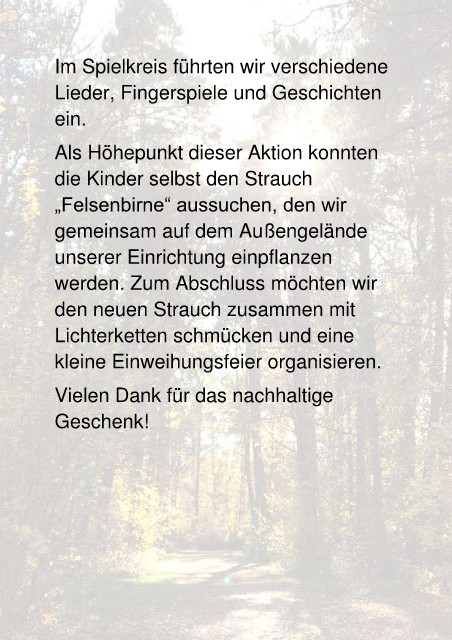 Im Spielkreis führten wir verschiedene
Lieder, Fingerspiele und Geschichten
ein.
Als Höhepunkt dieser Aktion konnten
die Kinder selbst den Strauch
„Felsenbirne“ aussuchen, den wir
gemeinsam auf dem Außengelände
unserer Einrichtung einpflanzen
werden. Zum Abschluss möchten wir
den neuen Strauch zusammen mit
Lichterketten schmücken und eine
kleine Einweihungsfeier organisieren.
Vielen Dank für das nachhaltige
Geschenk!